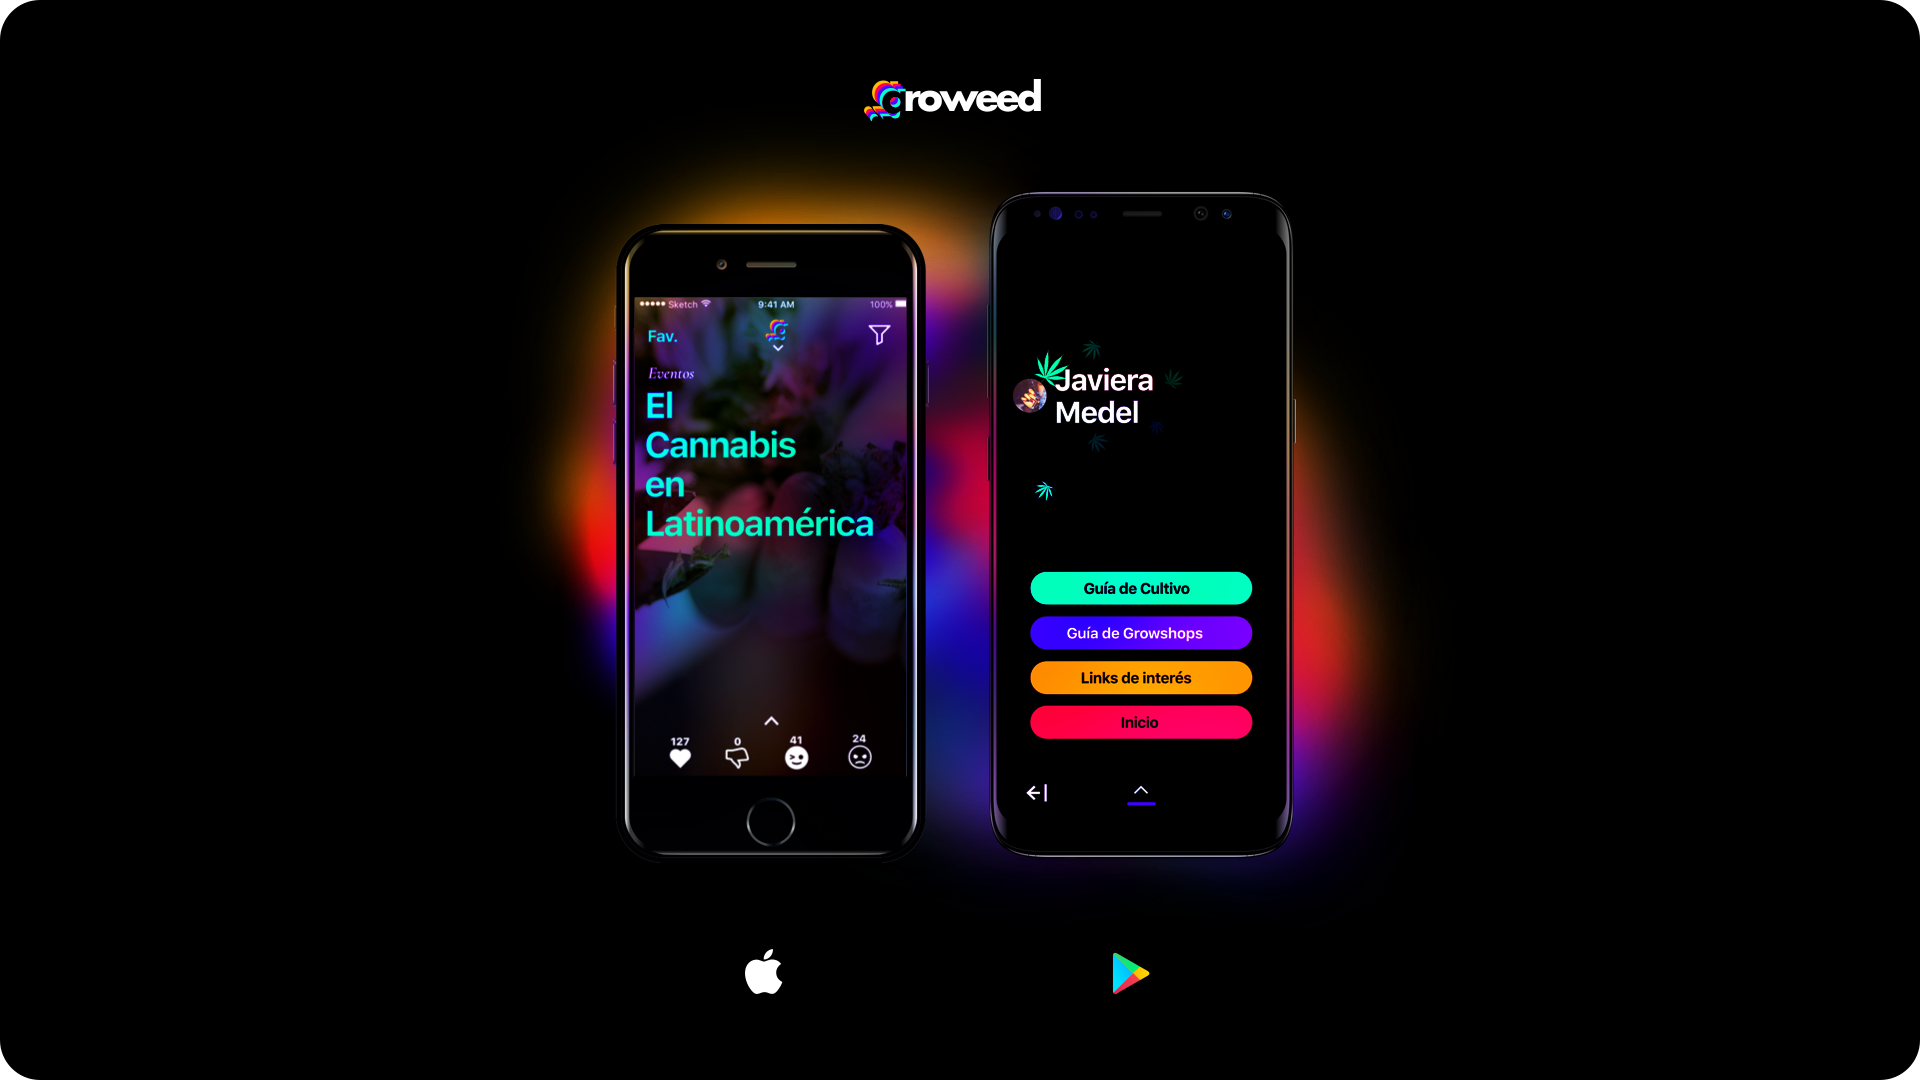 groweed
Sketch 9:41 AM 100%
Fav.
Eventos
El
Cannabis
en
Latinoamérica
127 0 41 24
Javiera
Medel
Guía de Cultivo
Guía de Growshops
Links de interés
Inicio